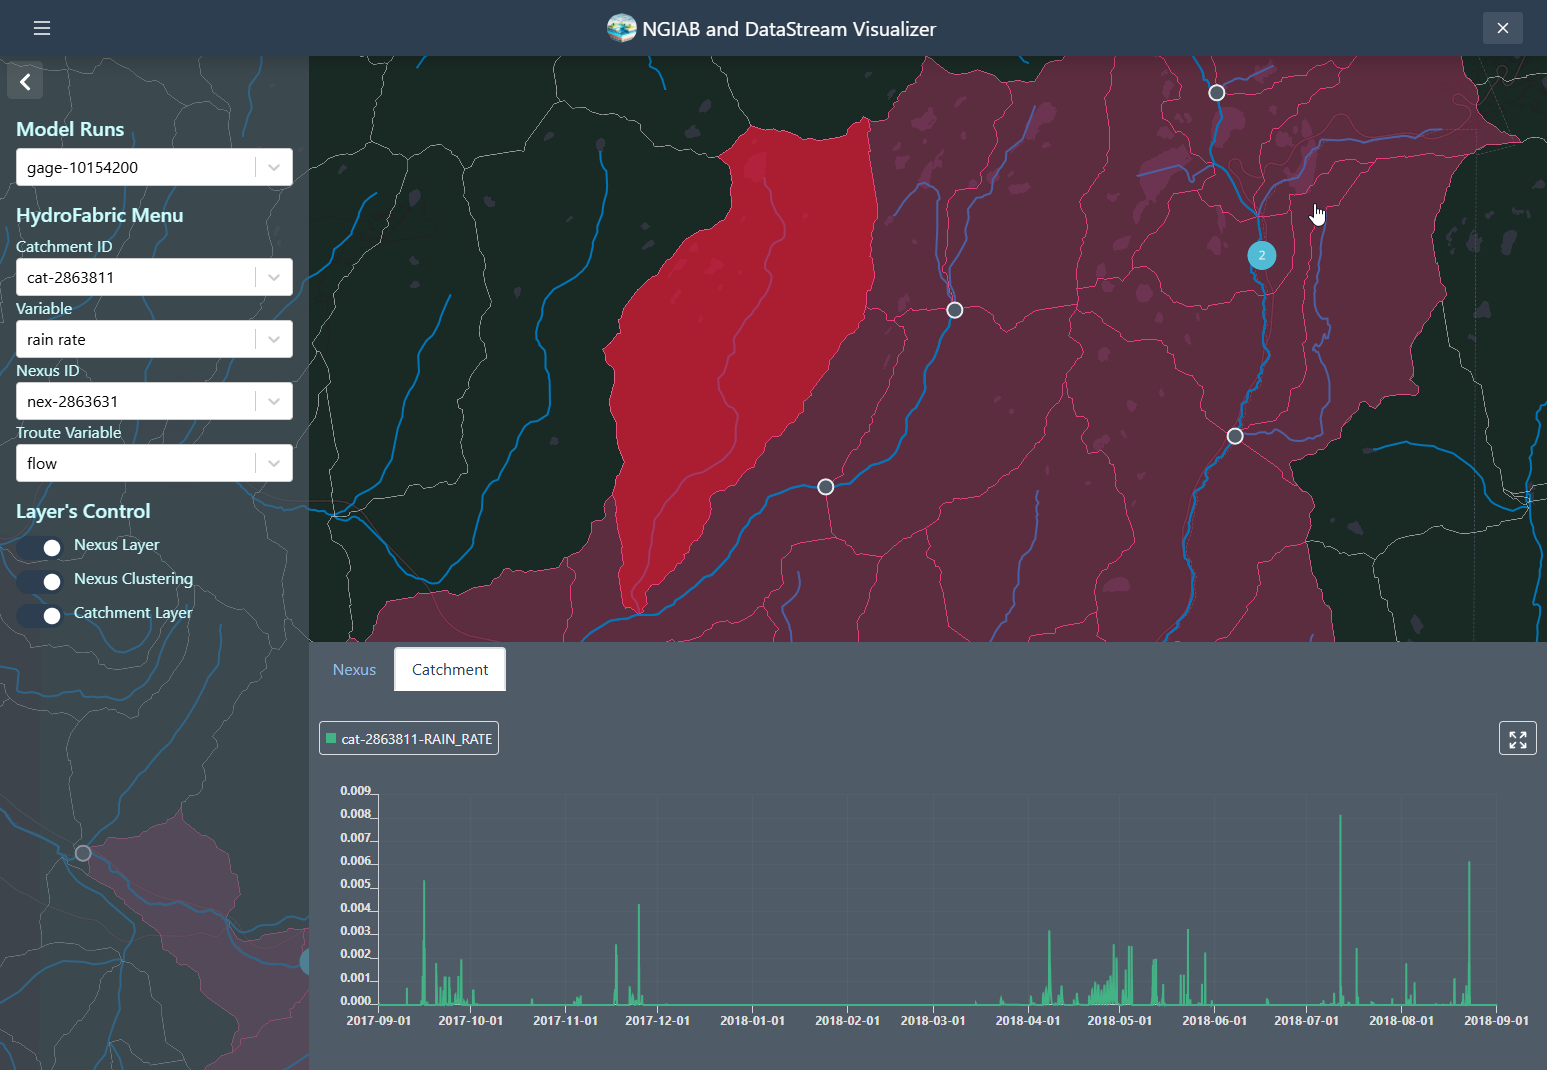 NGIAB and DataStream Visualizer
Model Runs
gage-10154200
HydroFabric Menu
Catchment ID
cat-2863811
Variable
rain rate
Nexus ID
nex-2863631
Troute Variable
flow
Layer's Control
Nexus Layer
Nexus Clustering
Catchment Layer
2
Nexus Catchment
cat-2863811-RAIN_RATE
0.009
0.008
0.007
0.006
0.005
0.004
0.003
0.002
0.001
0.000
2017-09-01 2017-10-01 2017-11-01 2017-12-01 2018-01-01 2018-02-01 2018-03-01 2018-04-01 2018-05-01 2018-06-01 2018-07-01 2018-08-01 2018-09-01